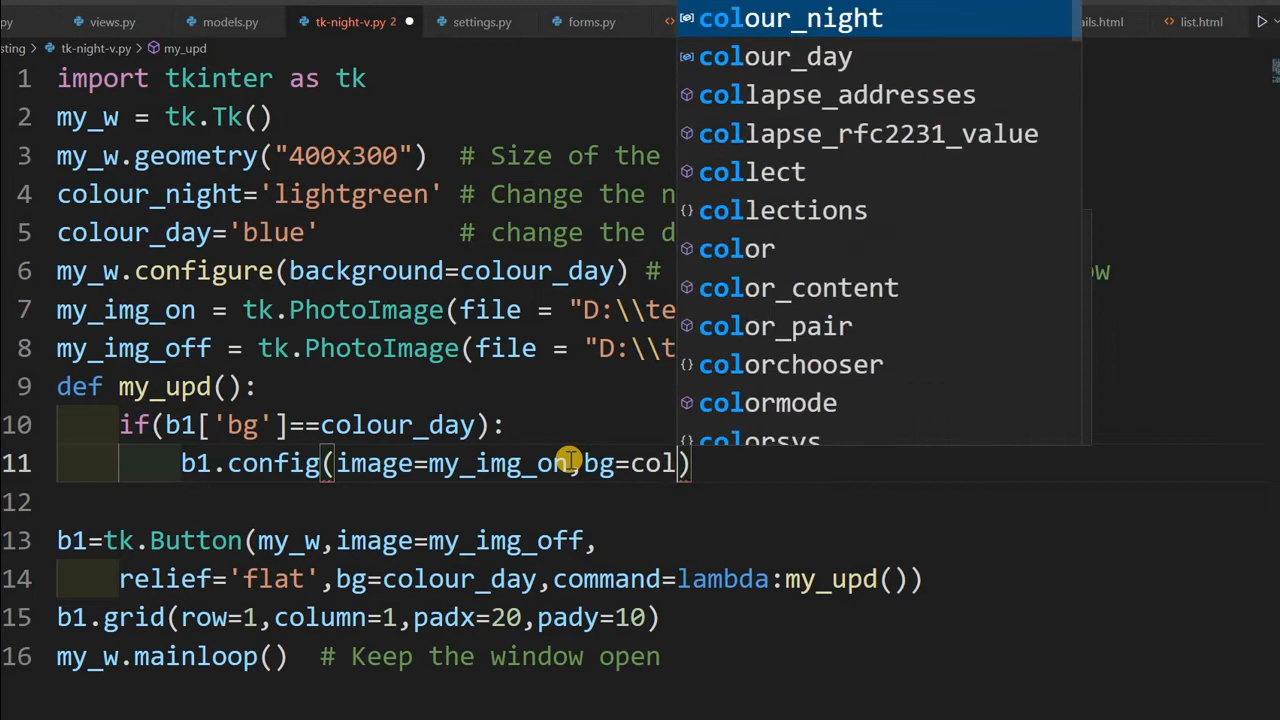 py views.py models.py tk-night-v.py 2 settings.py forms.py ails.html list.html
sting > tk-night-v.py > my_upd
1 import tkinter as tk
2 my_w = tk.Tk()
3 my_w.geometry("400x300") # Size of the
4 colour_night='lightgreen' # Change the n
5 colour_day='blue' # change the d
6 my_w.configure(background=colour_day) # ow
7 my_img_on = tk.PhotoImage(file = "D:\\te
8 my_img_off = tk.PhotoImage(file = "D:\\t
9 def my_upd():
10 if(b1['bg']==colour_day):
11 b1.config(image=my_img_on,bg=col)
12
13 b1=tk.Button(my_w,image=my_img_off,
14 relief='flat',bg=colour_day,command=lambda:my_upd())
15 b1.grid(row=1,column=1,padx=20,pady=10)
16 my_w.mainloop() # Keep the window open
colour_night
colour_day
collapse_addresses
collapse_rfc2231_value
collect
collections
color
color_content
color_pair
colorchooser
colormode
colorsys